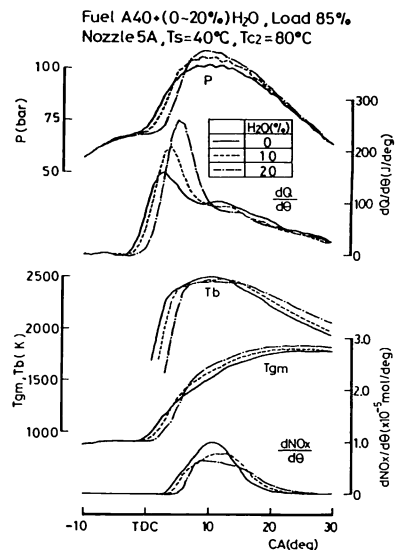 Fuel A40+(0~20%)H2O, Load 85%
Nozzle 5A, Ts=40°C, Tc2=80°C
P(bar)
100
75
50
P
H2O(%)
0
10
20
dQ/dθ
300
200
100
0
dQ/dθ(J/deg)
Tgm, Tb(K)
2500
2000
1500
1000
Tb
Tgm
dNOx/dθ
3.0
2.0
1.0
0.0
dNOx/dθ(x10⁻⁵mol/deg)
-10 TDC 10 20 30
CA(deg)